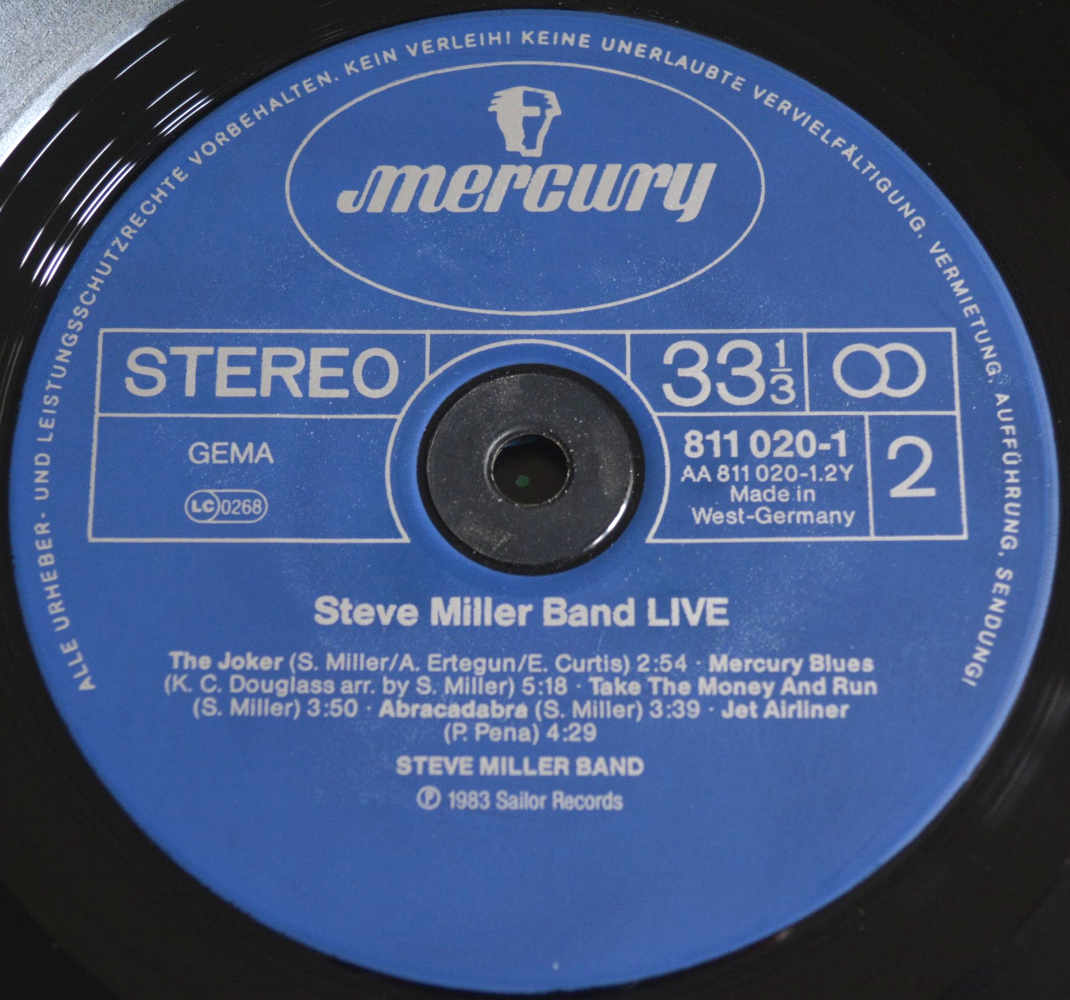 ALLE URHEBER- UND LEISTUNGSSCHUTZRECHTE VORBEHALTEN. KEIN VERLEIH! KEINE UNERLAUBTE VERVIELFÄLTIGUNG, VERMIETUNG, AUFFÜHRUNG, SENDUNG!
mercury
STEREO
33 1/3
GEMA
LC 0268
811 020-1
AA 811 020-1.2Y
Made in
West-Germany
2
Steve Miller Band LIVE
The Joker (S. Miller/A. Ertegun/E. Curtis) 2:54 · Mercury Blues
(K. C. Douglass arr. by S. Miller) 5:18 · Take The Money And Run
(S. Miller) 3:50 · Abracadabra (S. Miller) 3:39 · Jet Airliner
(P. Pena) 4:29
STEVE MILLER BAND
℗ 1983 Sailor Records